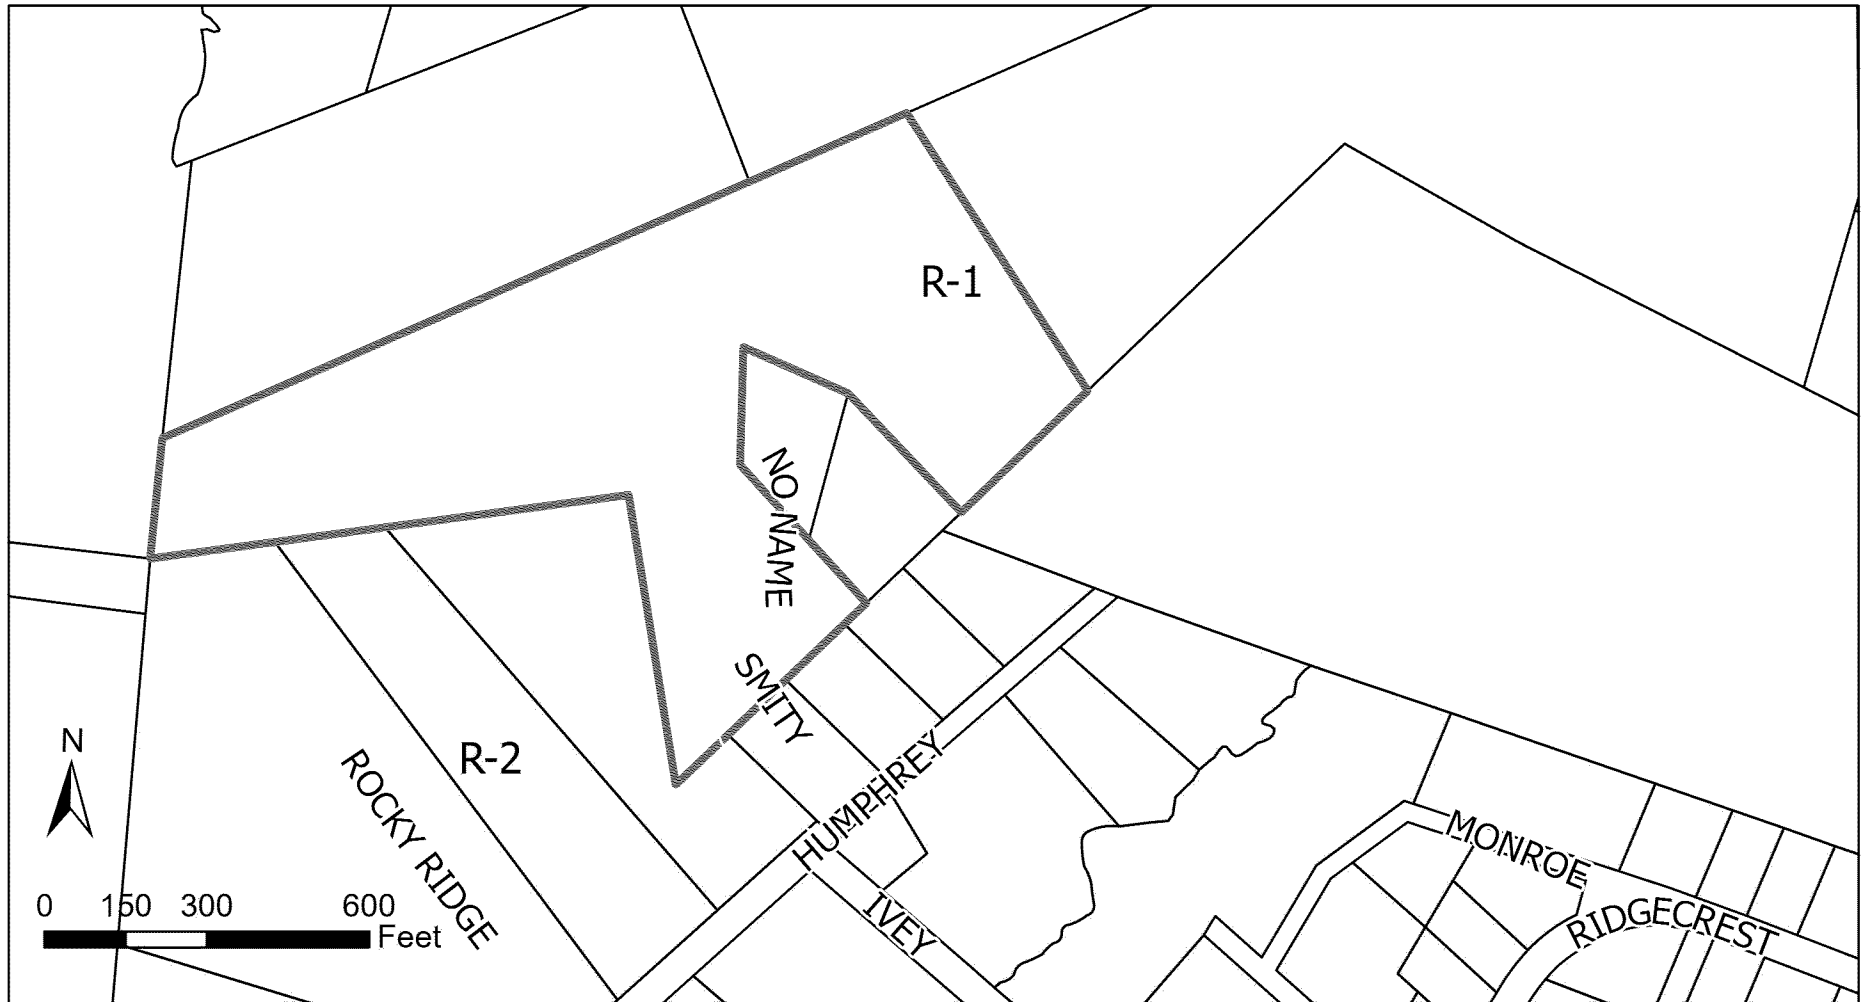 R-1
NO NAME
SMITY
N
R-2
HUMPHREY
ROCKY RIDGE
MONROE
IVEY
RIDGECREST
0 150 300 600
Feet